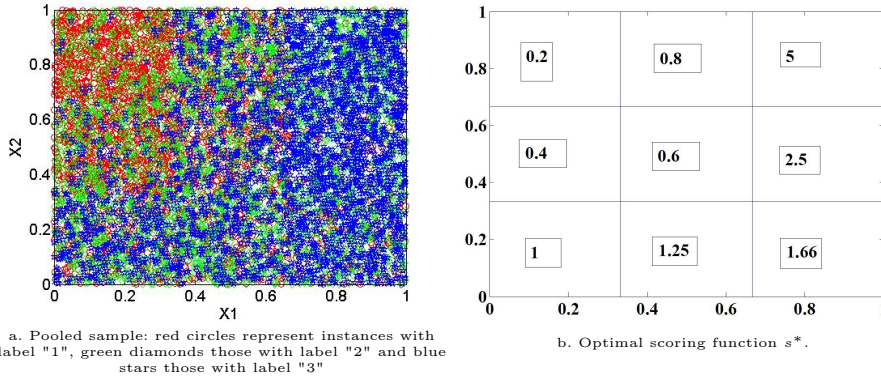 1
0.8
0.6
0.4
0.2
0
X2
0 0.2 0.4 0.6 0.8 1
X1
a. Pooled sample: red circles represent instances with
label "1", green diamonds those with label "2" and blue
stars those with label "3"
1
0.8
0.6
0.4
0.2
0
0.2 0.8 5
0.4 0.6 2.5
1 1.25 1.66
0 0.2 0.4 0.6 0.8
b. Optimal scoring function s*.